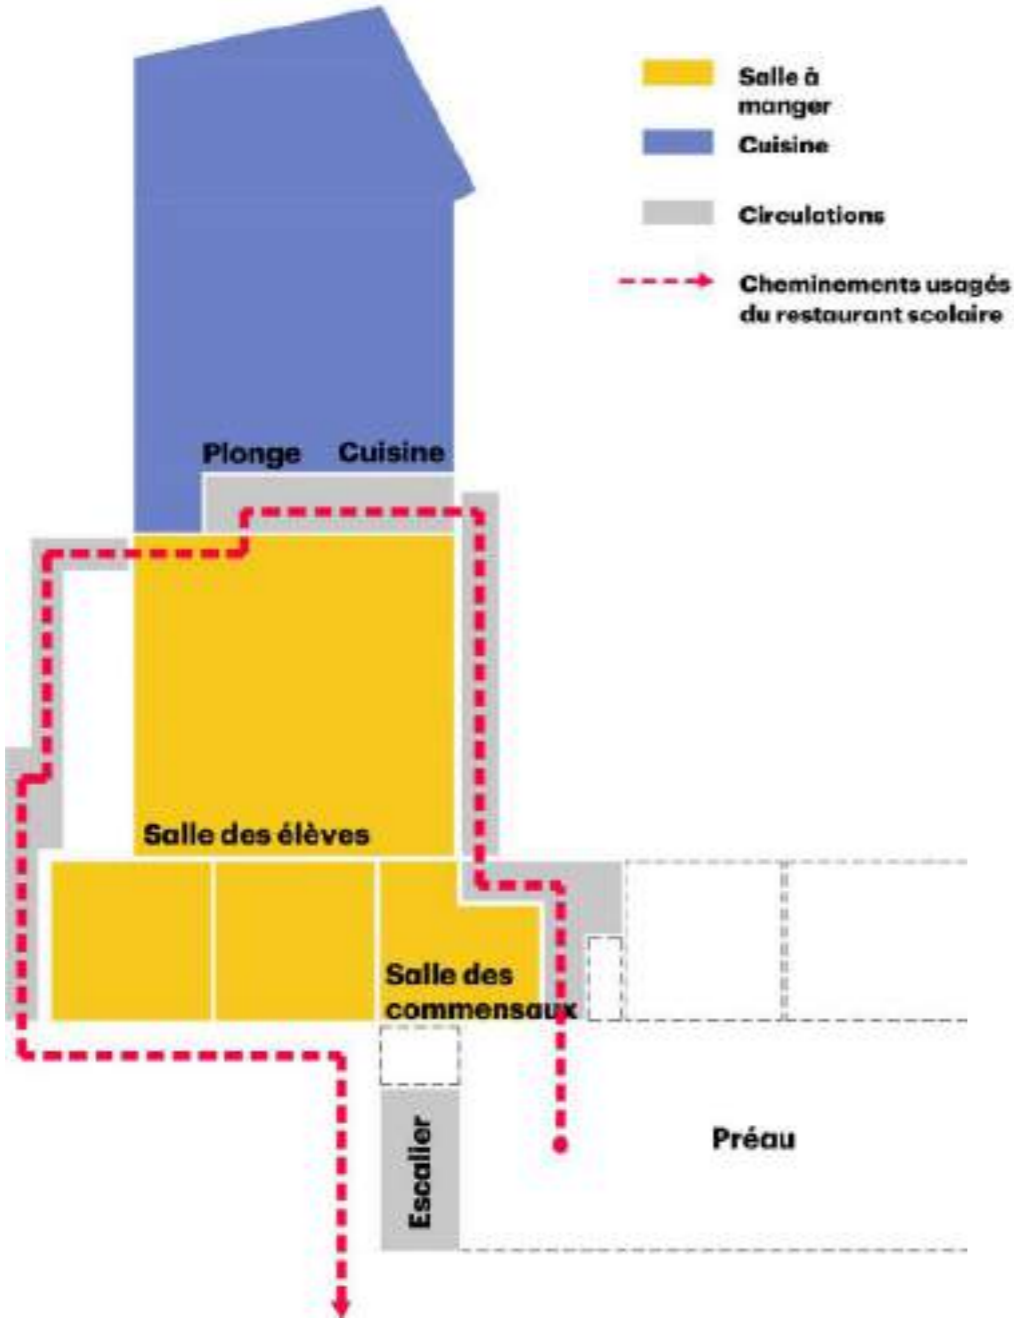 Salle à
manger
Cuisine
Circulations
Cheminements usagés
du restaurant scolaire
Plonge
Cuisine
Salle des élèves
Salle des
commensaux
Escalier
Préau